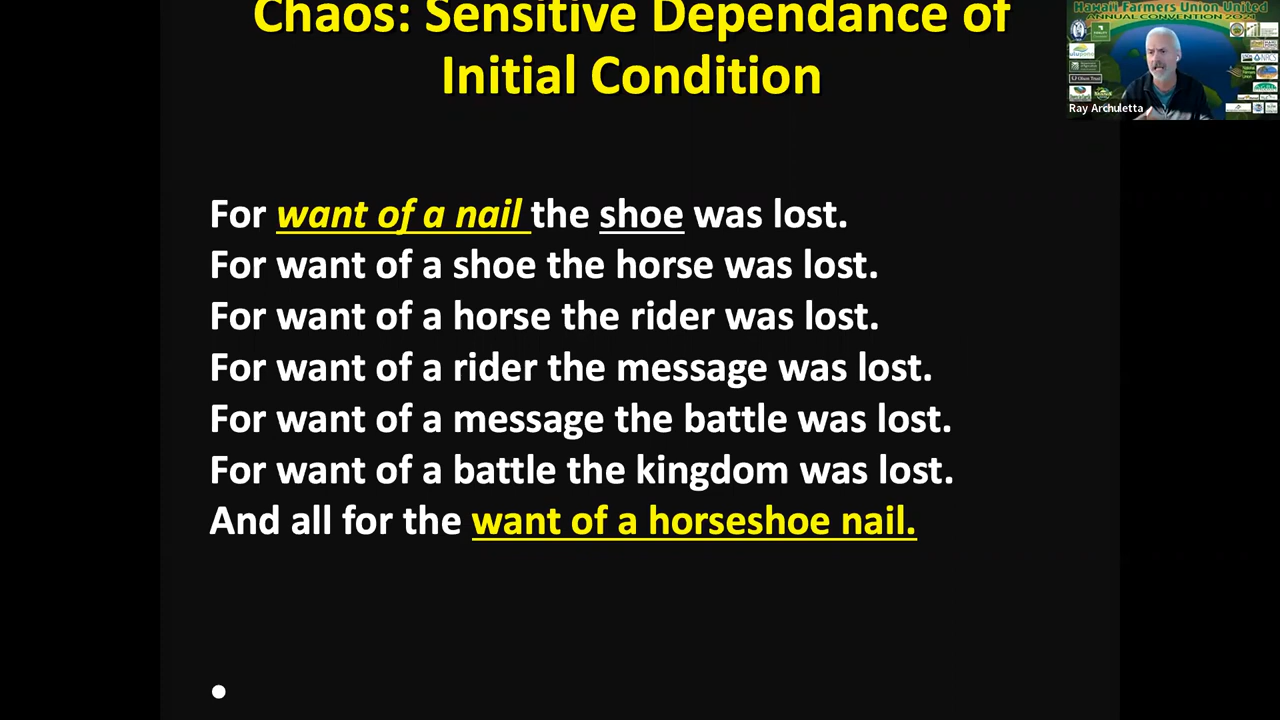 Chaos: Sensitive Dependance of
Initial Condition
Hawaii Farmers Union United
ANNUAL CONVENTION 2021
Ray Archuleta
For want of a nail the shoe was lost.
For want of a shoe the horse was lost.
For want of a horse the rider was lost.
For want of a rider the message was lost.
For want of a message the battle was lost.
For want of a battle the kingdom was lost.
And all for the want of a horseshoe nail.